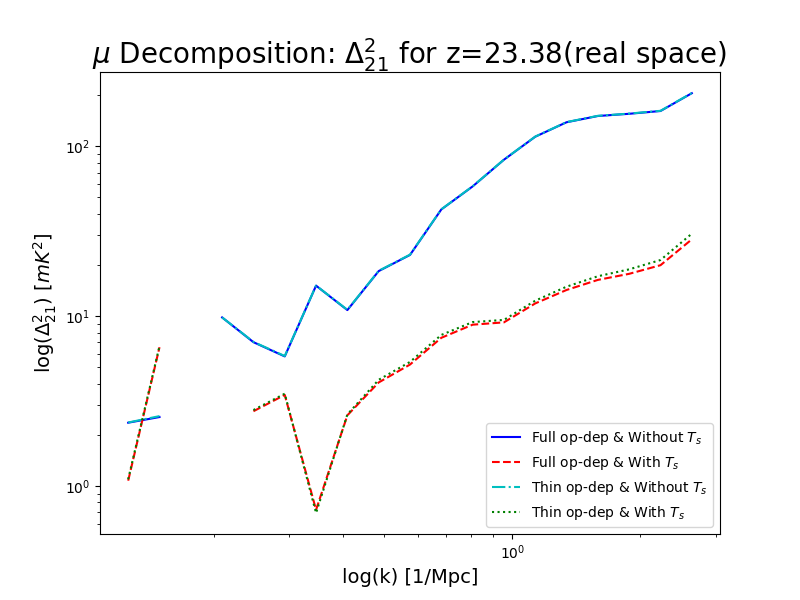 μ Decomposition: Δ²₂₁ for z=23.38(real space)
log(Δ²₂₁) [mK²]
10²
10¹
10⁰
Full op-dep & Without Tₛ
Full op-dep & With Tₛ
Thin op-dep & Without Tₛ
Thin op-dep & With Tₛ
10⁰
log(k) [1/Mpc]